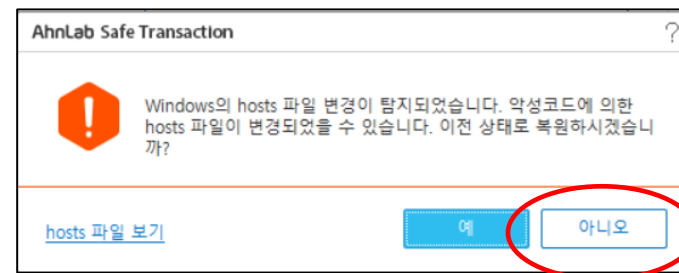 AhnLab Safe Transaction
?
Windows의 hosts 파일 변경이 탐지되었습니다. 악성코드에 의한
hosts 파일이 변경되었을 수 있습니다. 이전 상태로 복원하시겠습니
까?
hosts 파일 보기
예
아니오